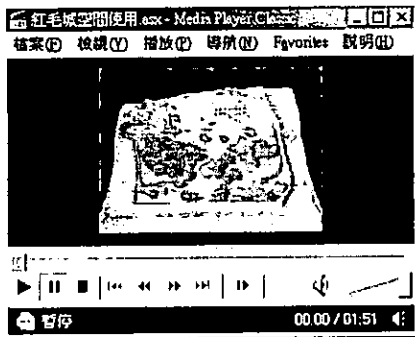 紅毛城空間使用.asx - Media Player Classic
檔案(F) 檢視(Y) 播放(P) 導航(N) Favorites 說明(H)
暫停 00:00 / 01:51